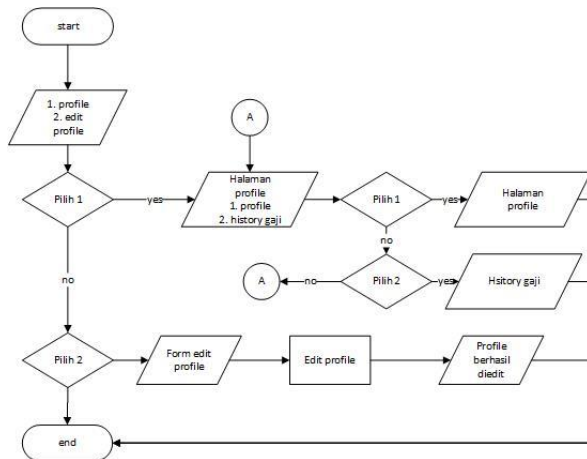 start
1. profile
2. edit
profile
A
Pilih 1
yes
Halaman
profile
1. profile
2. history gaji
Pilih 1
yes
Halaman
profile
no
no
A
no
Pilih 2
yes
Hsitory gaji
Pilih 2
Form edit
profile
Edit profile
Profile
berhasil
diedit
end